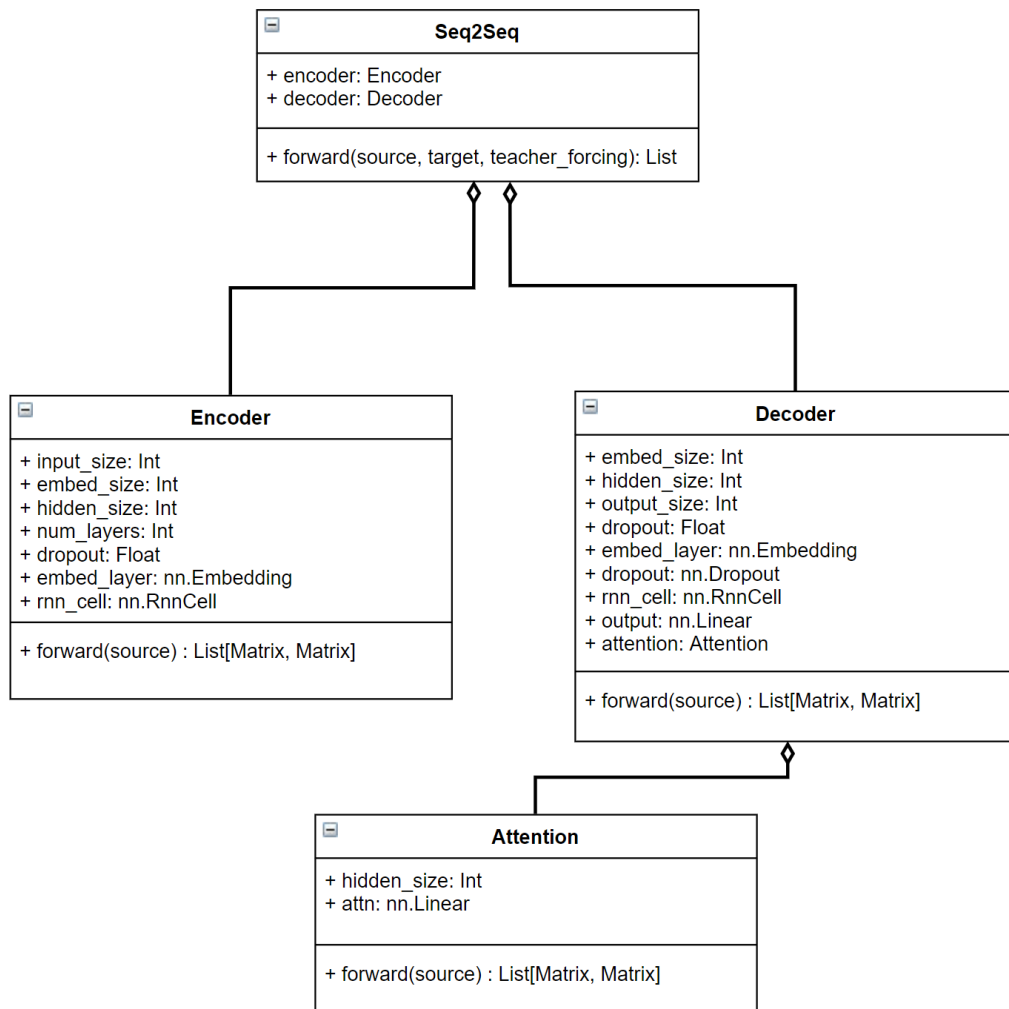 Seq2Seq
+ encoder: Encoder
+ decoder: Decoder
+ forward(source, target, teacher_forcing): List
Encoder
+ input_size: Int
+ embed_size: Int
+ hidden_size: Int
+ num_layers: Int
+ dropout: Float
+ embed_layer: nn.Embedding
+ rnn_cell: nn.RnnCell
+ forward(source) : List[Matrix, Matrix]
Decoder
+ embed_size: Int
+ hidden_size: Int
+ output_size: Int
+ dropout: Float
+ embed_layer: nn.Embedding
+ dropout: nn.Dropout
+ rnn_cell: nn.RnnCell
+ output: nn.Linear
+ attention: Attention
+ forward(source) : List[Matrix, Matrix]
Attention
+ hidden_size: Int
+ attn: nn.Linear
+ forward(source) : List[Matrix, Matrix]